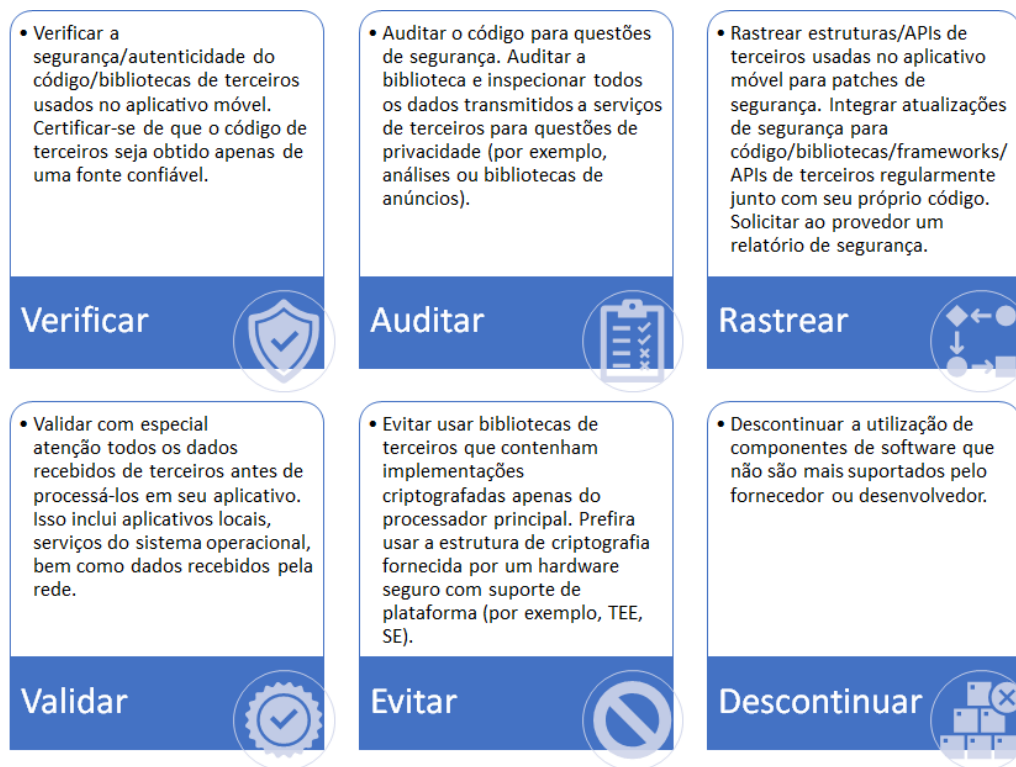 • Verificar a
segurança/autenticidade do
código/bibliotecas de terceiros
usados no aplicativo móvel.
Certificar-se de que o código de
terceiros seja obtido apenas de
uma fonte confiável.
Verificar
• Auditar o código para questões
de segurança. Auditar a
biblioteca e inspecionar todos
os dados transmitidos a serviços
de terceiros para questões de
privacidade (por exemplo,
análises ou bibliotecas de
anúncios).
Auditar
• Rastrear estruturas/APIs de
terceiros usadas no aplicativo
móvel para patches de
segurança. Integrar atualizações
de segurança para
código/bibliotecas/frameworks/
APIs de terceiros regularmente
junto com seu próprio código.
Solicitar ao provedor um
relatório de segurança.
Rastrear
• Validar com especial
atenção todos os dados
recebidos de terceiros antes de
processá-los em seu aplicativo.
Isso inclui aplicativos locais,
serviços do sistema operacional,
bem como dados recebidos pela
rede.
Validar
• Evitar usar bibliotecas de
terceiros que contenham
implementações
criptografadas apenas do
processador principal. Prefira
usar a estrutura de criptografia
fornecida por um hardware
seguro com suporte de
plataforma (por exemplo, TEE,
SE).
Evitar
• Descontinuar a utilização de
componentes de software que
não são mais suportados pelo
fornecedor ou desenvolvedor.
Descontinuar